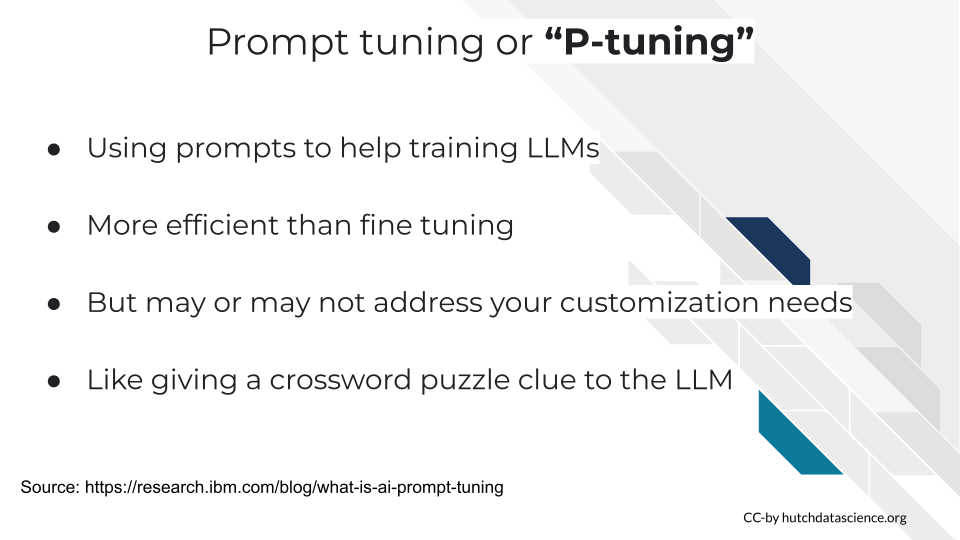 Prompt tuning or “P-tuning”
● Using prompts to help training LLMs
● More efficient than fine tuning
● But may or may not address your customization needs
● Like giving a crossword puzzle clue to the LLM
Source: https://research.ibm.com/blog/what-is-ai-prompt-tuning
CC-by hutchdatascience.org